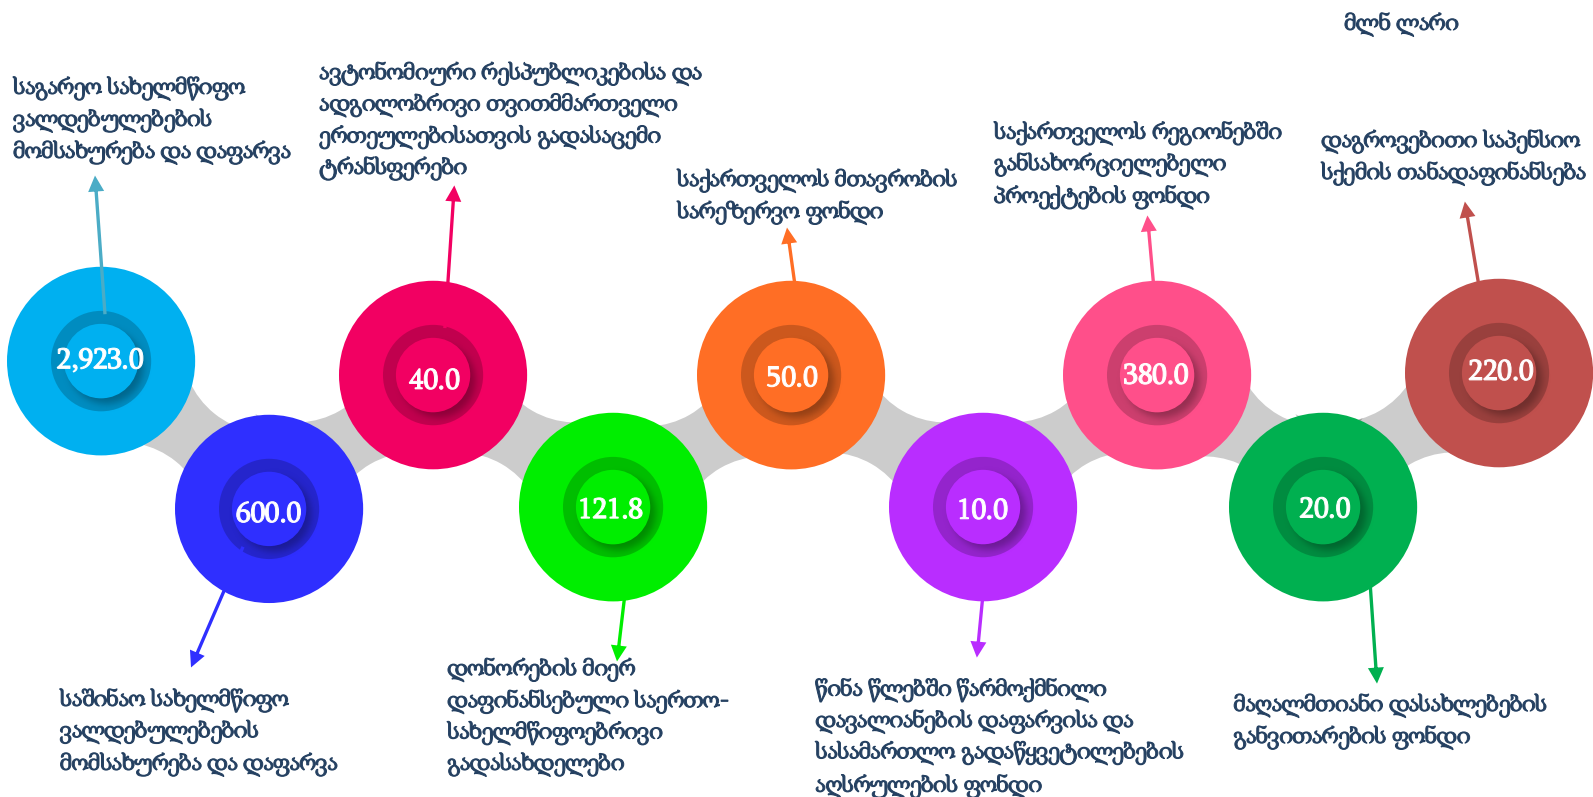 მლნ ლარი
საგარეო სახელმწიფო
ვალდებულებების
მომსახურება და დაფარვა
ავტონომიური რესპუბლიკებისა და
ადგილობრივი თვითმმართველი
ერთეულებისათვის გადასაცემი
ტრანსფერები
საქართველოს მთავრობის
სარეზერვო ფონდი
საქართველოს რეგიონებში
განსახორციელებელი
პროექტების ფონდი
დაგროვებითი საპენსიო
სქემის თანადაფინანსება
2,923.0
600.0
40.0
121.8
50.0
10.0
380.0
20.0
220.0
საშინაო სახელმწიფო
ვალდებულებების
მომსახურება და დაფარვა
დონორების მიერ
დაფინანსებული საერთო-
სახელმწიფოებრივი
გადასახდელები
წინა წლებში წარმოქმნილი
დავალიანების დაფარვისა და
სასამართლო გადაწყვეტილებების
აღსრულების ფონდი
მაღალმთიანი დასახლებების
განვითარების ფონდი